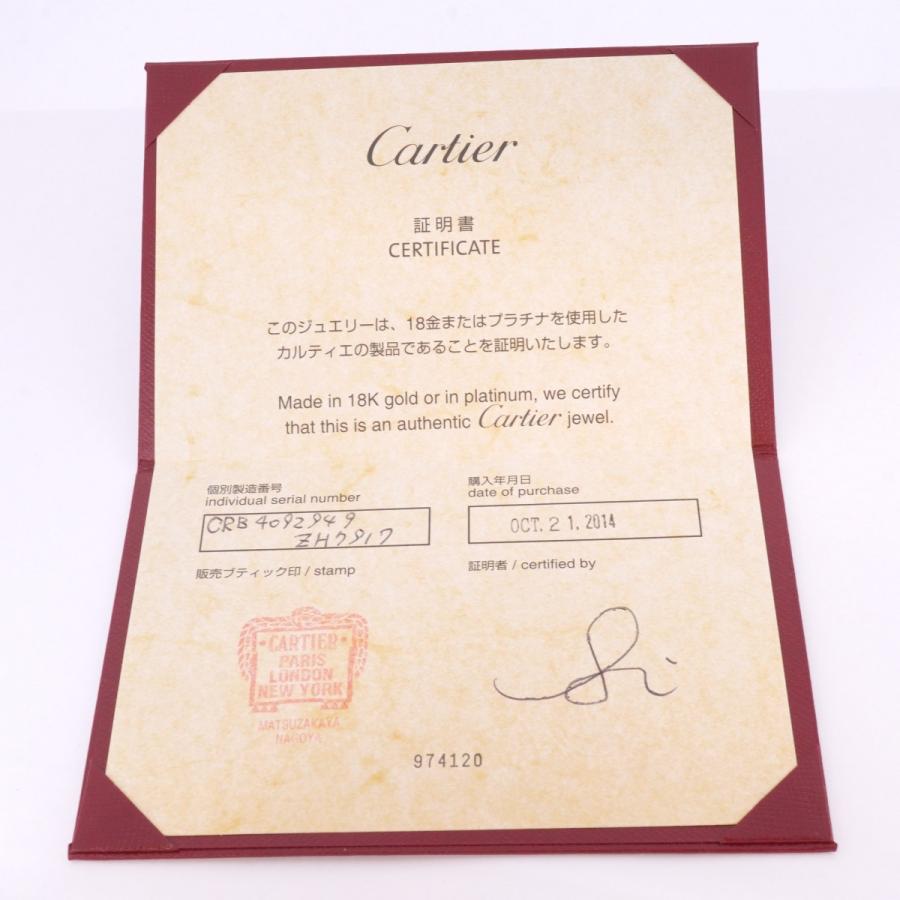 Cartier
証明書
CERTIFICATE
このジュエリーは、18金またはプラチナを使用した
カルティエの製品であることを証明いたします。
Made in 18K gold or in platinum, we certify
that this is an authentic Cartier jewel.
個別製造番号
individual serial number
CRB4092949
ZH7917
購入年月日
date of purchase
OCT. 21, 2014
販売ブティック印 / stamp
証明者 / certified by
CARTIER
PARIS
LONDON
NEW YORK
MATSUZAKAYA
NAGOYA
974120